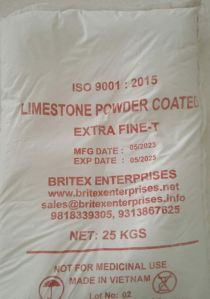 ISO 9001 : 2015
LIMESTONE POWDER COATED
EXTRA FINE-T
MFG DATE : 05/2023
EXP DATE : 05/2025
BRITEX ENTERPRISES
www.britexenterprises.net
sales@britexenterprises.info
9818339305, 9313867625
NET: 25 KGS
NOT FOR MEDICINAL USE
MADE IN VIETNAM
Lot No: 02